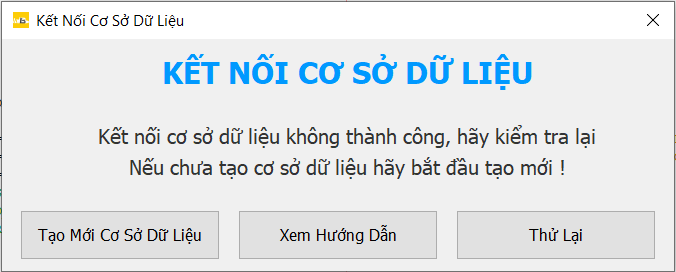 Kết Nối Cơ Sở Dữ Liệu
KẾT NỐI CƠ SỞ DỮ LIỆU
Kết nối cơ sở dữ liệu không thành công, hãy kiểm tra lại
Nếu chưa tạo cơ sở dữ liệu hãy bắt đầu tạo mới !
Tạo Mới Cơ Sở Dữ Liệu
Xem Hướng Dẫn
Thử Lại